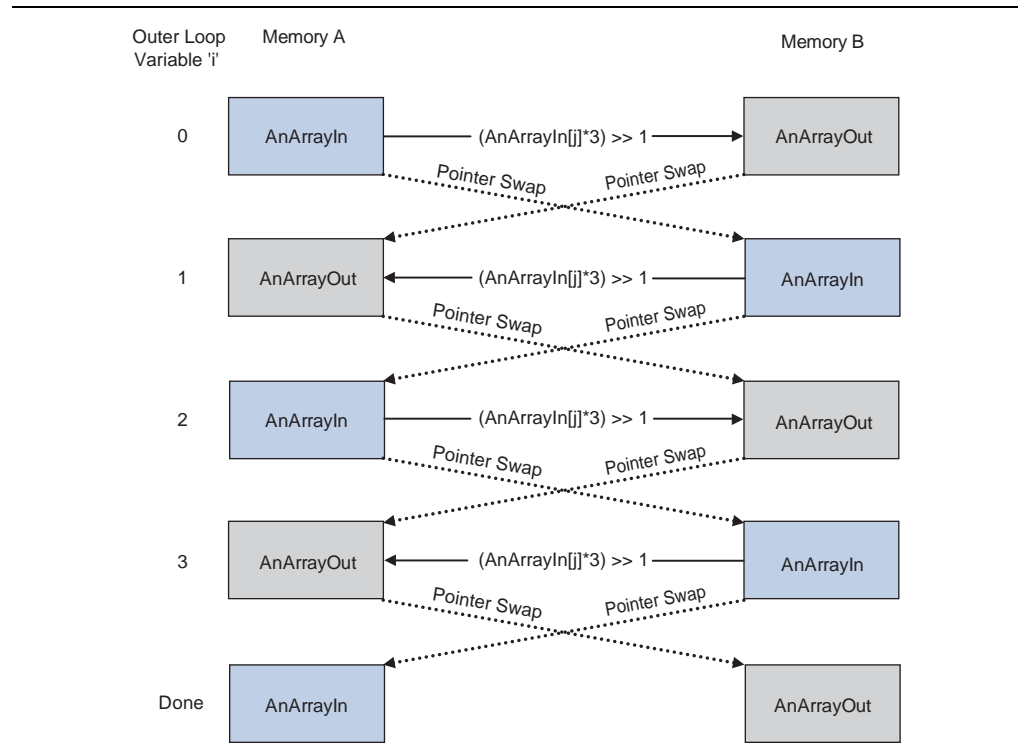 Outer Loop
Variable 'i'
Memory A
Memory B
0
AnArrayIn
(AnArrayIn[j]*3) >> 1
AnArrayOut
Pointer Swap
Pointer Swap
1
AnArrayOut
(AnArrayIn[j]*3) >> 1
AnArrayIn
Pointer Swap
Pointer Swap
2
AnArrayIn
(AnArrayIn[j]*3) >> 1
AnArrayOut
Pointer Swap
Pointer Swap
3
AnArrayOut
(AnArrayIn[j]*3) >> 1
AnArrayIn
Pointer Swap
Pointer Swap
Done
AnArrayIn
AnArrayOut